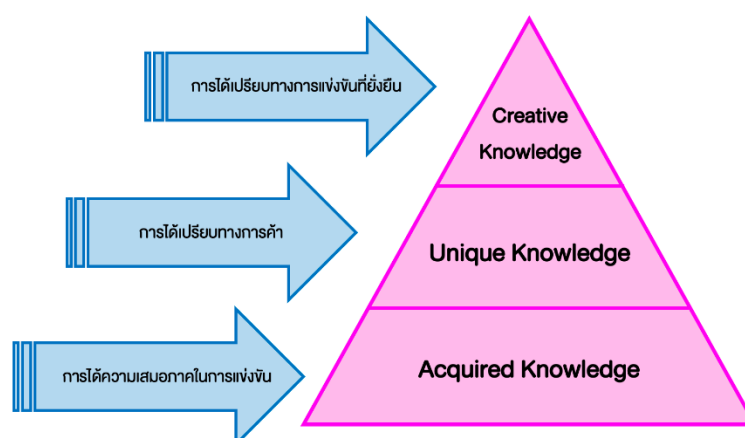 การได้เปรียบทางการแข่งขันที่ยั่งยืน
Creative
Knowledge
การได้เปรียบทางการค้า
Unique Knowledge
การได้ความเสมอภาคในการแข่งขัน
Acquired Knowledge